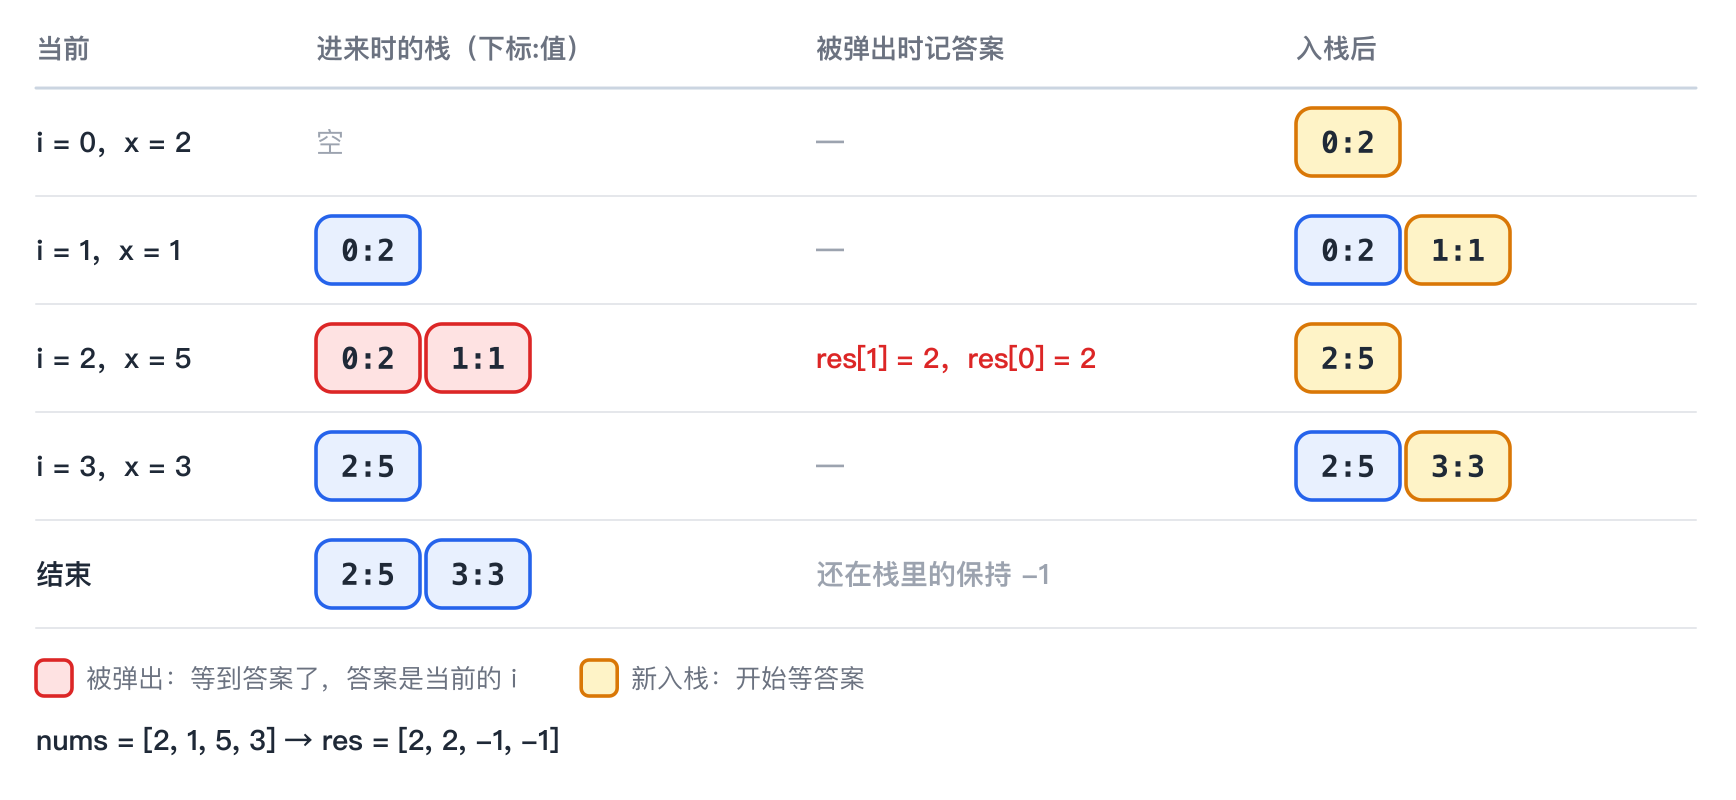 当前 进来时的栈（下标:值） 被弹出时记答案 入栈后
i = 0，x = 2 空 — 0:2
i = 1，x = 1 0:2 — 0:2 1:1
i = 2，x = 5 0:2 1:1 res[1] = 2，res[0] = 2 2:5
i = 3，x = 3 2:5 — 2:5 3:3
结束 2:5 3:3 还在栈里的保持 −1
被弹出：等到答案了，答案是当前的 i 新入栈：开始等答案
nums = [2, 1, 5, 3] → res = [2, 2, −1, −1]